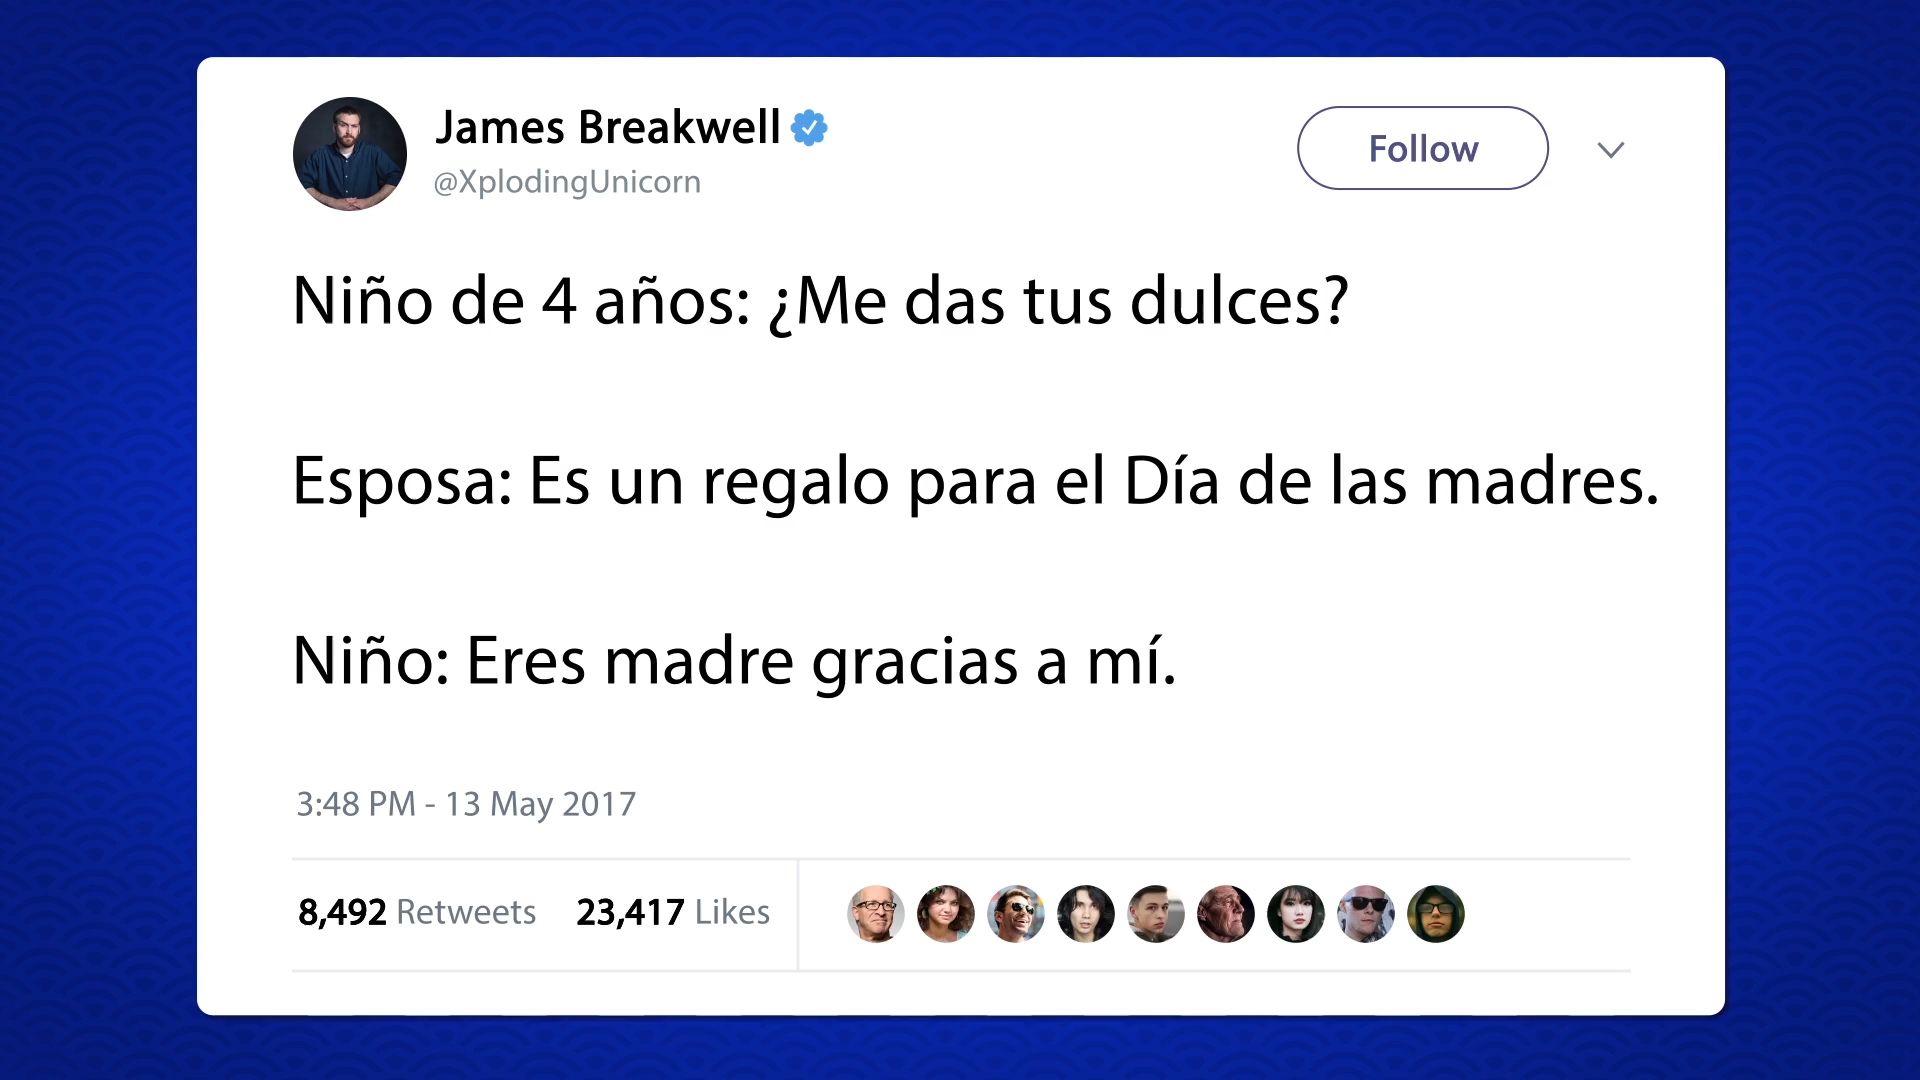 James Breakwell
@XplodingUnicorn
Follow
Niño de 4 años: ¿Me das tus dulces?
Esposa: Es un regalo para el Día de las madres.
Niño: Eres madre gracias a mí.
3:48 PM - 13 May 2017
8,492 Retweets 23,417 Likes